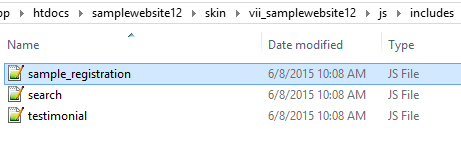 pp › htdocs › samplewebsite12 › skin › vii_samplewebsite12 › js › includes
Name Date modified Type
sample_registration 6/8/2015 10:08 AM JS File
search 6/8/2015 10:08 AM JS File
testimonial 6/8/2015 10:08 AM JS File